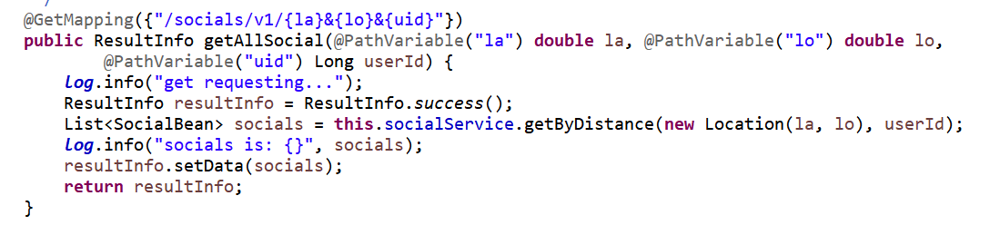 @GetMapping({"/socials/v1/{la}&{lo}&{uid}"})
public ResultInfo getAllSocial(@PathVariable("la") double la, @PathVariable("lo") double lo,
        @PathVariable("uid") Long userId) {
    log.info("get requesting...");
    ResultInfo resultInfo = ResultInfo.success();
    List<SocialBean> socials = this.socialService.getByDistance(new Location(la, lo), userId);
    log.info("socials is: {}", socials);
    resultInfo.setData(socials);
    return resultInfo;
}